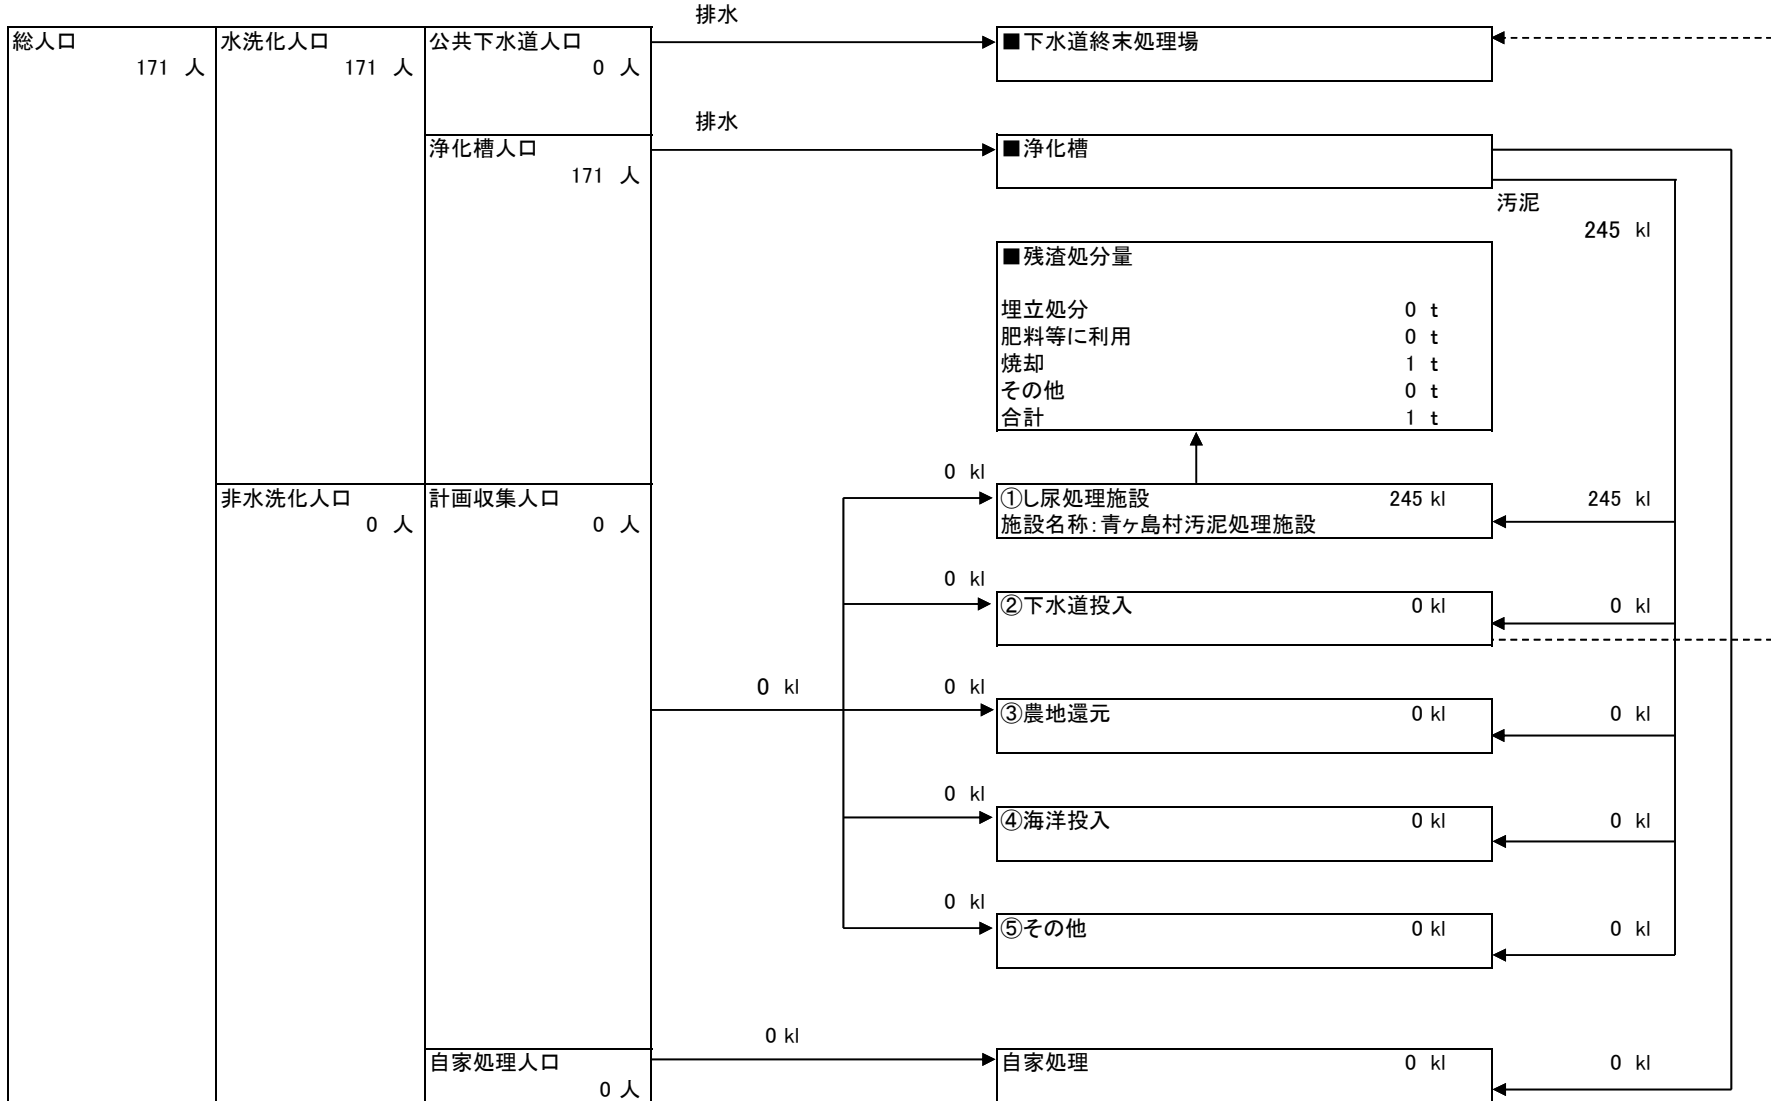 排水
総人口 水洗化人口 公共下水道人口 ■下水道終末処理場
171 人 171 人 0 人
排水
浄化槽人口 ■浄化槽
171 人
汚泥
245 kl
■残渣処分量
埋立処分 0 t
肥料等に利用 0 t
焼却 1 t
その他 0 t
合計 1 t
0 kl
非水洗化人口 計画収集人口 ①し尿処理施設 245 kl 245 kl
0 人 0 人 施設名称:青ヶ島村汚泥処理施設
0 kl
②下水道投入 0 kl 0 kl
0 kl 0 kl
③農地還元 0 kl 0 kl
0 kl
④海洋投入 0 kl 0 kl
0 kl
⑤その他 0 kl 0 kl
0 kl
自家処理人口 自家処理 0 kl 0 kl
0 人